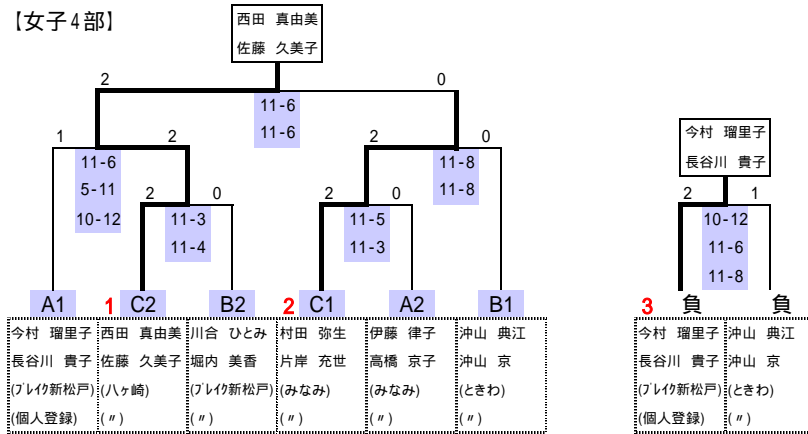 【女子4部】
西田 真由美
佐藤 久美子
2
0
11-6
11-6
今村 瑠里子
長谷川 貴子
1
2
2
0
11-6
5-11
10-12
11-8
11-8
2
0
2
0
2
1
11-3
11-4
11-5
11-3
10-12
11-6
11-8
A1
1
C2
B2
2
C1
A2
B1
3
負
負
今村 瑠里子
長谷川 貴子
(ブレイク新松戸)
(個人登録)
西田 真由美
佐藤 久美子
(八ヶ崎)
(〃)
川合 ひとみ
堀内 美香
(ブレイク新松戸)
(〃)
村田 弥生
片岸 充世
(みなみ)
(〃)
伊藤 律子
高橋 京子
(みなみ)
(〃)
沖山 典江
沖山 京
(ときわ)
(〃)
今村 瑠里子
長谷川 貴子
(ブレイク新松戸)
(個人登録)
沖山 典江
沖山 京
(ときわ)
(〃)